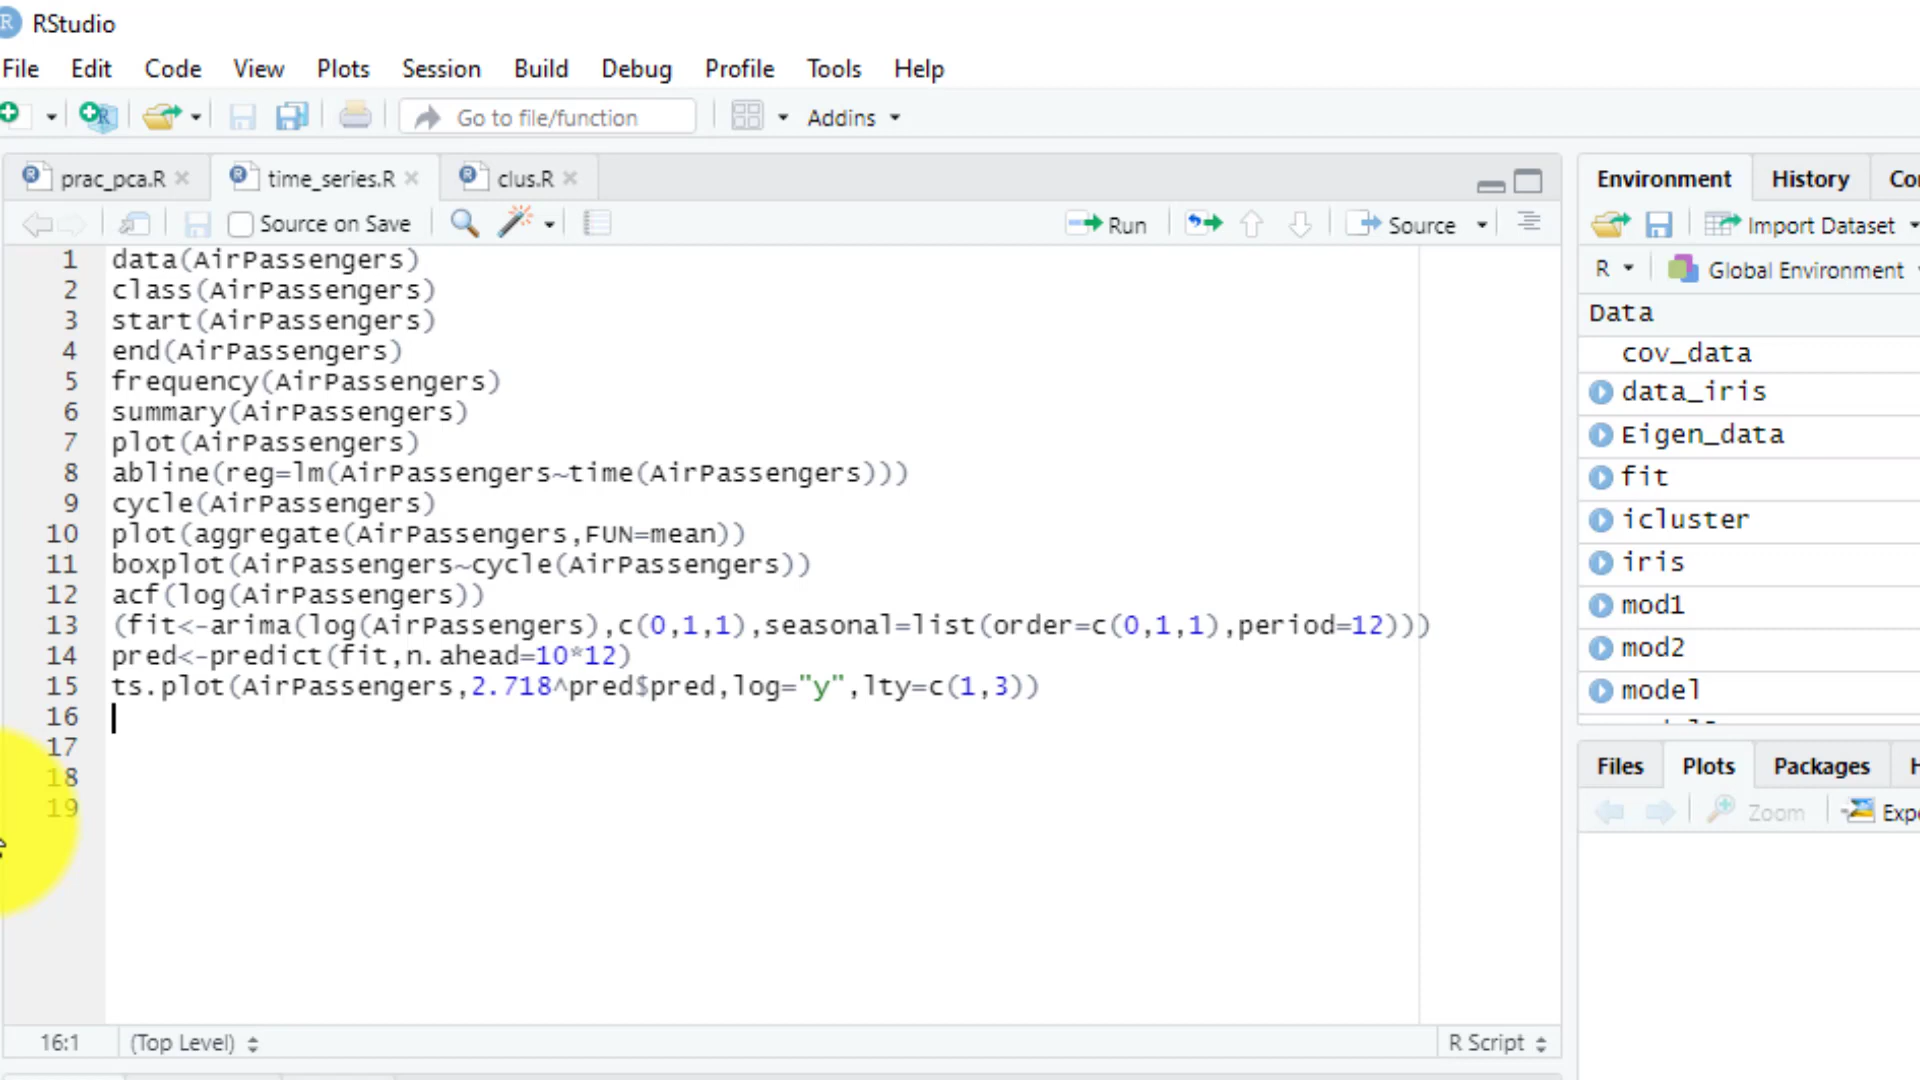 RStudio
File Edit Code View Plots Session Build Debug Profile Tools Help
Go to file/function Addins
prac_pca.R time_series.R clus.R
Source on Save Run Source
1 data(AirPassengers)
2 class(AirPassengers)
3 start(AirPassengers)
4 end(AirPassengers)
5 frequency(AirPassengers)
6 summary(AirPassengers)
7 plot(AirPassengers)
8 abline(reg=lm(AirPassengers~time(AirPassengers)))
9 cycle(AirPassengers)
10 plot(aggregate(AirPassengers,FUN=mean))
11 boxplot(AirPassengers~cycle(AirPassengers))
12 acf(log(AirPassengers))
13 (fit<-arima(log(AirPassengers),c(0,1,1),seasonal=list(order=c(0,1,1),period=12)))
14 pred<-predict(fit,n.ahead=10*12)
15 ts.plot(AirPassengers,2.718^pred$pred,log="y",lty=c(1,3))
16
17
18
19
16:1 (Top Level) R Script
Environment History Co
Import Dataset
R Global Environment
Data
cov_data
data_iris
Eigen_data
fit
icluster
iris
mod1
mod2
model
Files Plots Packages H
Zoom Exp